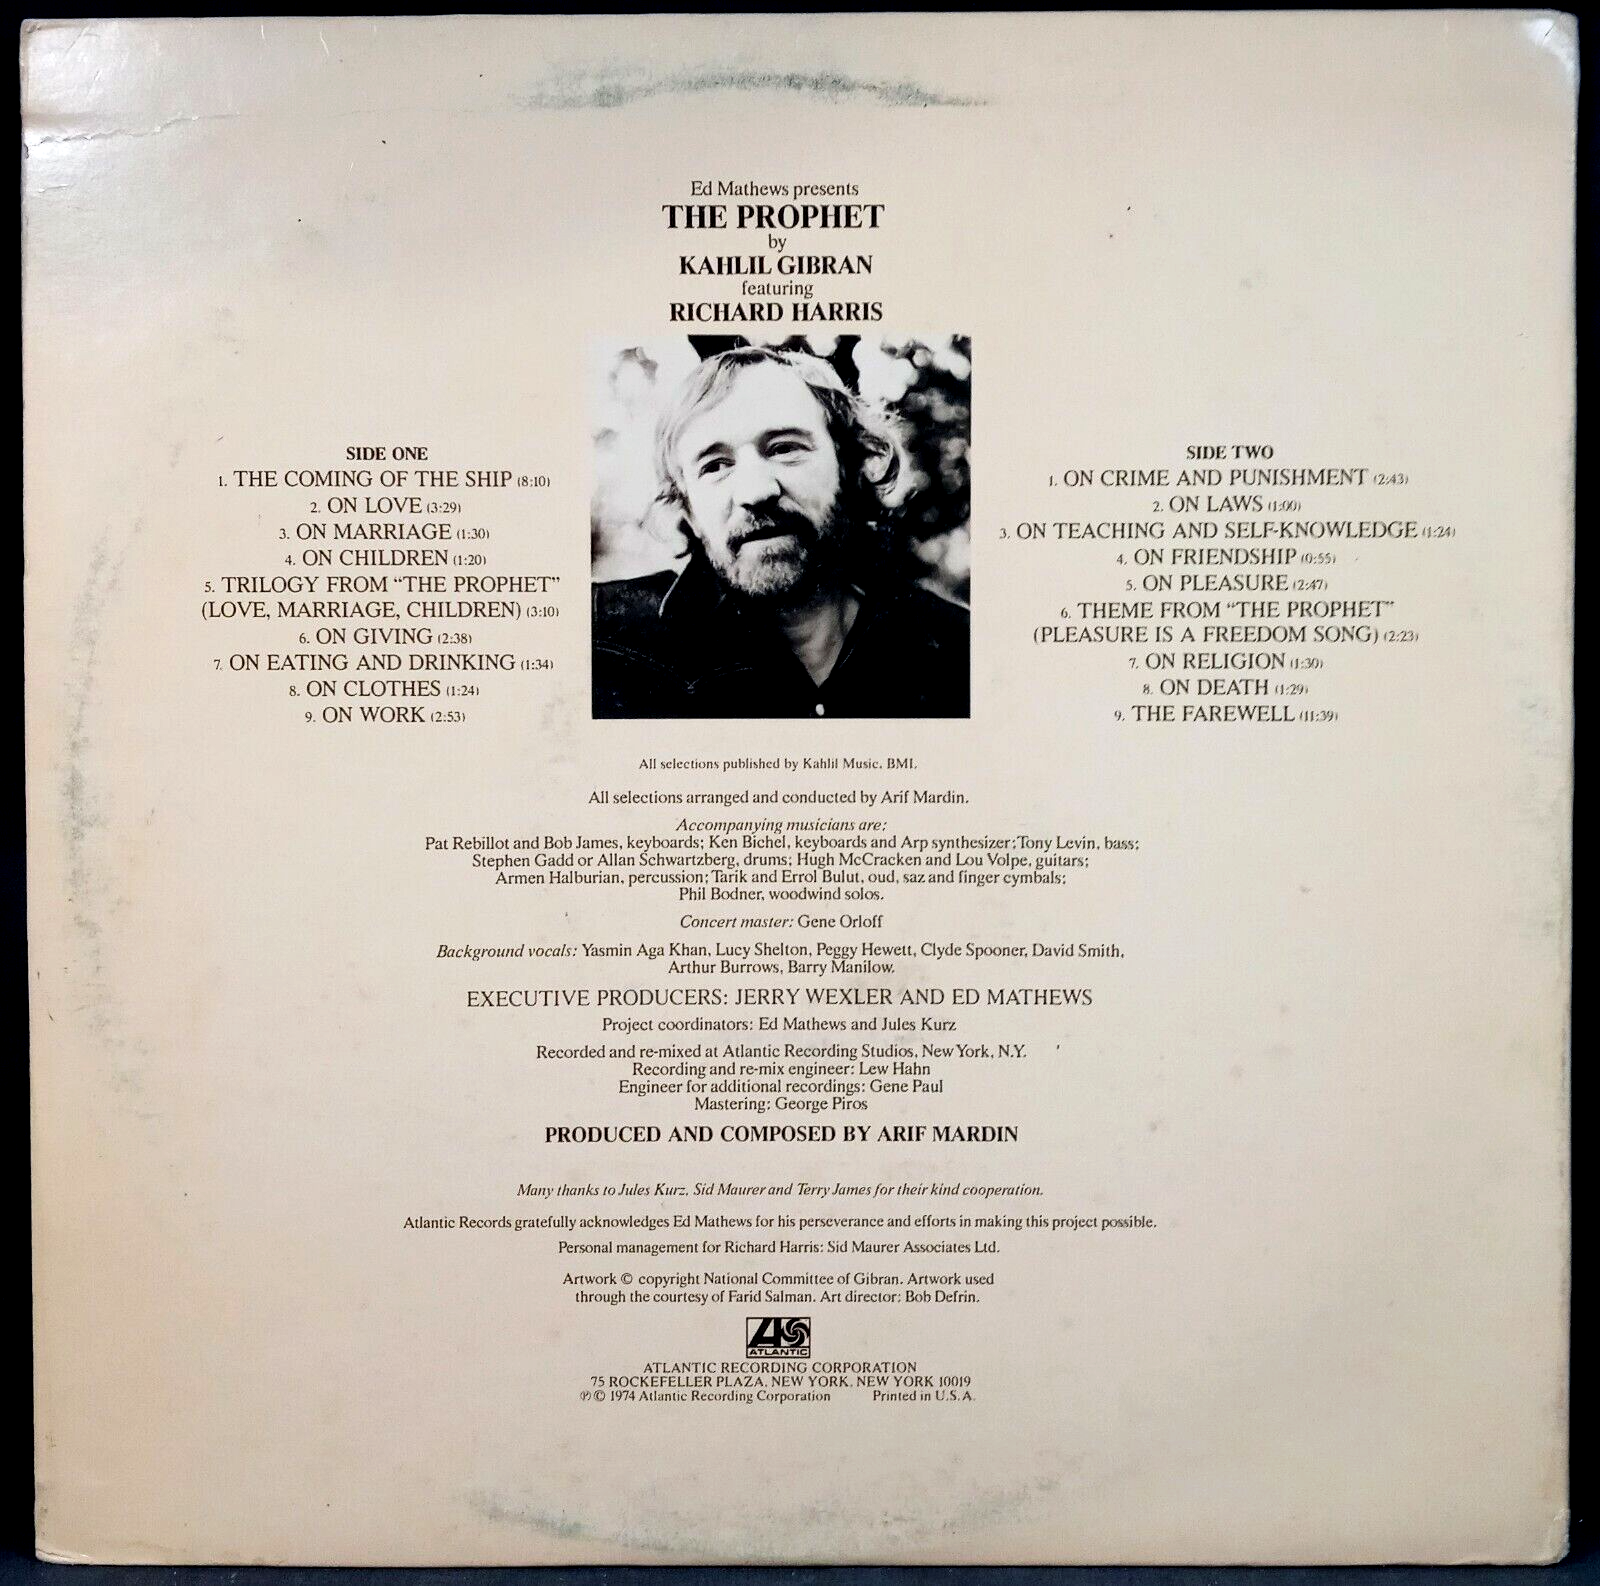 Ed Mathews presents
THE PROPHET
by
KAHLIL GIBRAN
featuring
RICHARD HARRIS
SIDE ONE
1. THE COMING OF THE SHIP (8:10)
2. ON LOVE (3:29)
3. ON MARRIAGE (1:30)
4. ON CHILDREN (1:20)
5. TRILOGY FROM “THE PROPHET”
(LOVE, MARRIAGE, CHILDREN) (3:10)
6. ON GIVING (2:38)
7. ON EATING AND DRINKING (1:34)
8. ON CLOTHES (1:24)
9. ON WORK (2:53)
SIDE TWO
1. ON CRIME AND PUNISHMENT (2:43)
2. ON LAWS (1:00)
3. ON TEACHING AND SELF-KNOWLEDGE (1:24)
4. ON FRIENDSHIP (0:55)
5. ON PLEASURE (2:47)
6. THEME FROM “THE PROPHET”
(PLEASURE IS A FREEDOM SONG) (2:23)
7. ON RELIGION (1:30)
8. ON DEATH (1:29)
9. THE FAREWELL (11:39)
All selections published by Kahlil Music, BMI.
All selections arranged and conducted by Arif Mardin.
Accompanying musicians are:
Pat Rebillot and Bob James, keyboards; Ken Bichel, keyboards and Arp synthesizer; Tony Levin, bass;
Stephen Gadd or Allan Schwartzberg, drums; Hugh McCracken and Lou Volpe, guitars;
Armen Halburian, percussion; Tarik and Errol Bulut, oud, saz and finger cymbals;
Phil Bodner, woodwind solos.
Concert master: Gene Orloff
Background vocals: Yasmin Aga Khan, Lucy Shelton, Peggy Hewett, Clyde Spooner, David Smith,
Arthur Burrows, Barry Manilow.
EXECUTIVE PRODUCERS: JERRY WEXLER AND ED MATHEWS
Project coordinators: Ed Mathews and Jules Kurz
Recorded and re-mixed at Atlantic Recording Studios, New York, N.Y.
Recording and re-mix engineer: Lew Hahn
Engineer for additional recordings: Gene Paul
Mastering: George Piros
PRODUCED AND COMPOSED BY ARIF MARDIN
Many thanks to Jules Kurz, Sid Maurer and Terry James for their kind cooperation.
Atlantic Records gratefully acknowledges Ed Mathews for his perseverance and efforts in making this project possible.
Personal management for Richard Harris: Sid Maurer Associates Ltd.
Artwork © copyright National Committee of Gibran. Artwork used
through the courtesy of Farid Salman. Art director: Bob Defrin.
ATLANTIC
ATLANTIC RECORDING CORPORATION
75 ROCKEFELLER PLAZA, NEW YORK, NEW YORK 10019
℗ © 1974 Atlantic Recording Corporation Printed in U.S.A.